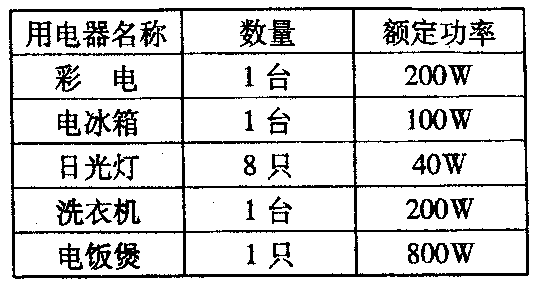 用电器名称 数量 额定功率
彩 电 1台 200W
电冰箱 1台 100W
日光灯 8只 40W
洗衣机 1台 200W
电饭煲 1只 800W